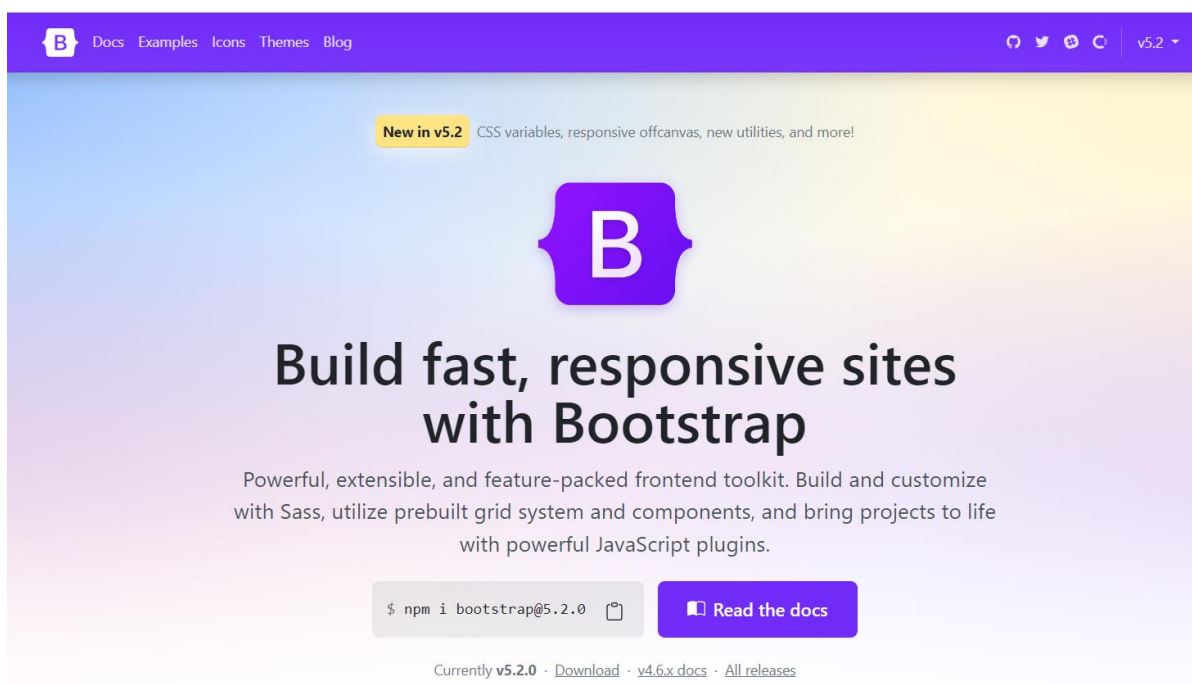 B Docs Examples Icons Themes Blog v5.2
New in v5.2 CSS variables, responsive offcanvas, new utilities, and more!
B
Build fast, responsive sites
with Bootstrap
Powerful, extensible, and feature-packed frontend toolkit. Build and customize
with Sass, utilize prebuilt grid system and components, and bring projects to life
with powerful JavaScript plugins.
$ npm i bootstrap@5.2.0 Read the docs
Currently v5.2.0 · Download · v4.6.x docs · All releases